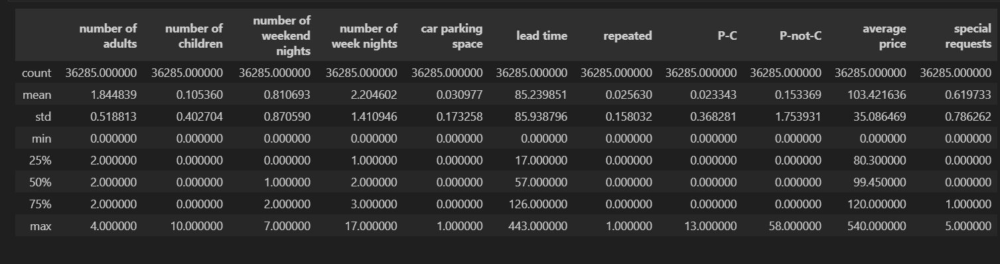 number of adults number of children number of weekend nights number of week nights car parking space lead time repeated P-C P-not-C average price special requests
count 36285.000000 36285.000000 36285.000000 36285.000000 36285.000000 36285.000000 36285.000000 36285.000000 36285.000000 36285.000000 36285.000000
mean 1.844839 0.105360 0.810693 2.204602 0.030977 85.239851 0.025630 0.023343 0.153369 103.421636 0.619733
std 0.518813 0.402704 0.870590 1.410946 0.173258 85.938796 0.158032 0.368281 1.753931 35.086469 0.786262
min 0.000000 0.000000 0.000000 0.000000 0.000000 0.000000 0.000000 0.000000 0.000000 0.000000 0.000000
25% 2.000000 0.000000 0.000000 1.000000 0.000000 17.000000 0.000000 0.000000 0.000000 80.300000 0.000000
50% 2.000000 0.000000 1.000000 2.000000 0.000000 57.000000 0.000000 0.000000 0.000000 99.450000 0.000000
75% 2.000000 0.000000 2.000000 3.000000 0.000000 126.000000 0.000000 0.000000 0.000000 120.000000 1.000000
max 4.000000 10.000000 7.000000 17.000000 1.000000 443.000000 1.000000 13.000000 58.000000 540.000000 5.000000